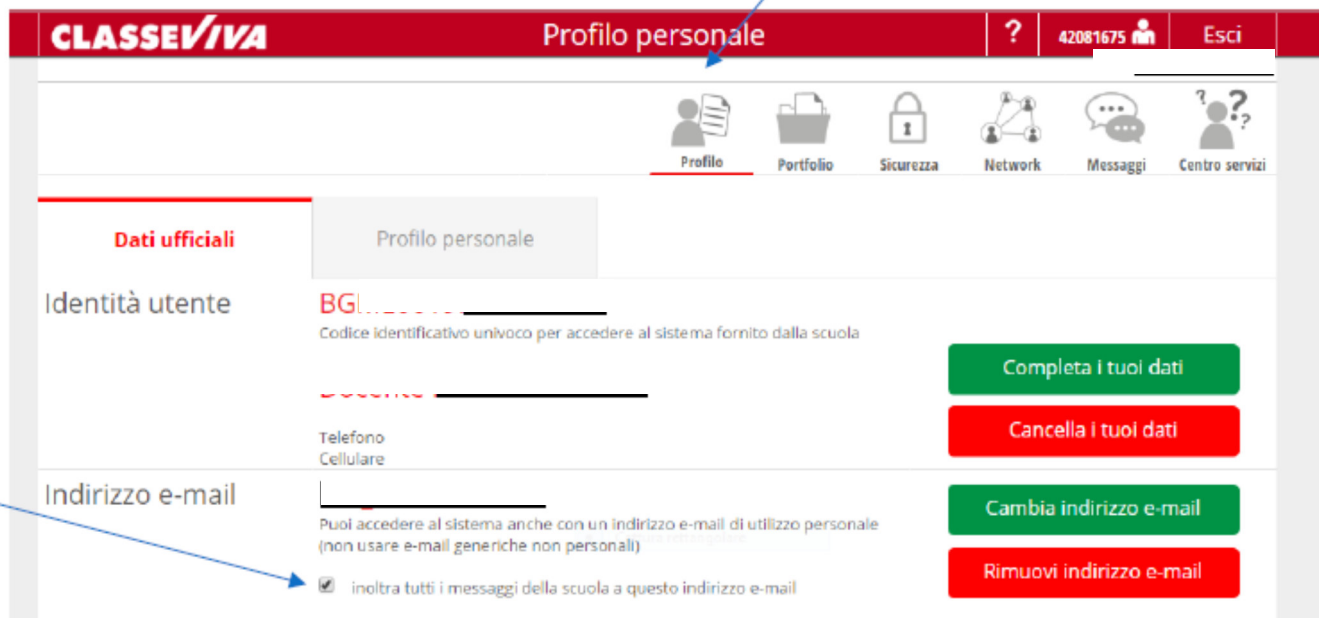 CLASSEVIVA
Profilo personale
?
42081675
Esci
Profilo
Portfolio
Sicurezza
Network
Messaggi
Centro servizi
Dati ufficiali
Profilo personale
Identità utente
Codice identificativo univoco per accedere al sistema fornito dalla scuola
Completa i tuoi dati
Cancella i tuoi dati
Telefono
Cellulare
Indirizzo e-mail
Puoi accedere al sistema anche con un indirizzo e-mail di utilizzo personale
(non usare e-mail generiche non personali)
inoltra tutti i messaggi della scuola a questo indirizzo e-mail
Cambia indirizzo e-mail
Rimuovi indirizzo e-mail